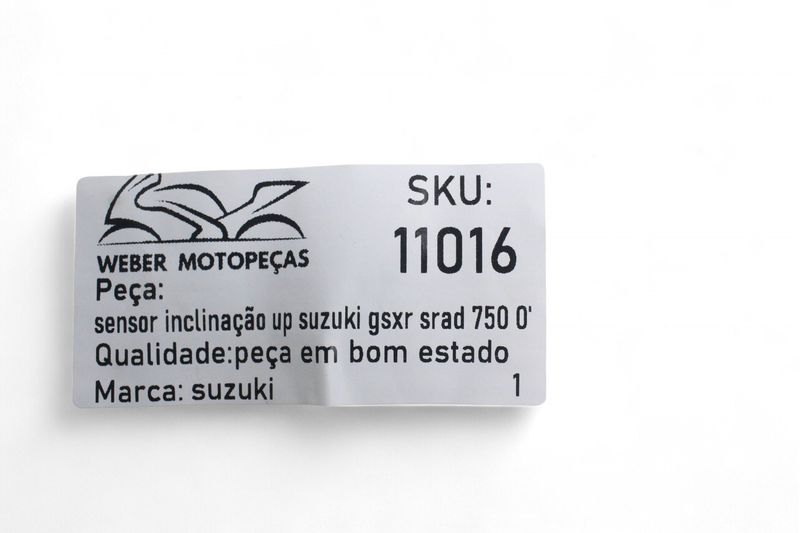 WEBER MOTOPEÇAS
SKU:
11016
Peça:
sensor inclinação up suzuki gsxr srad 750 0'
Qualidade:peça em bom estado
Marca: suzuki
1